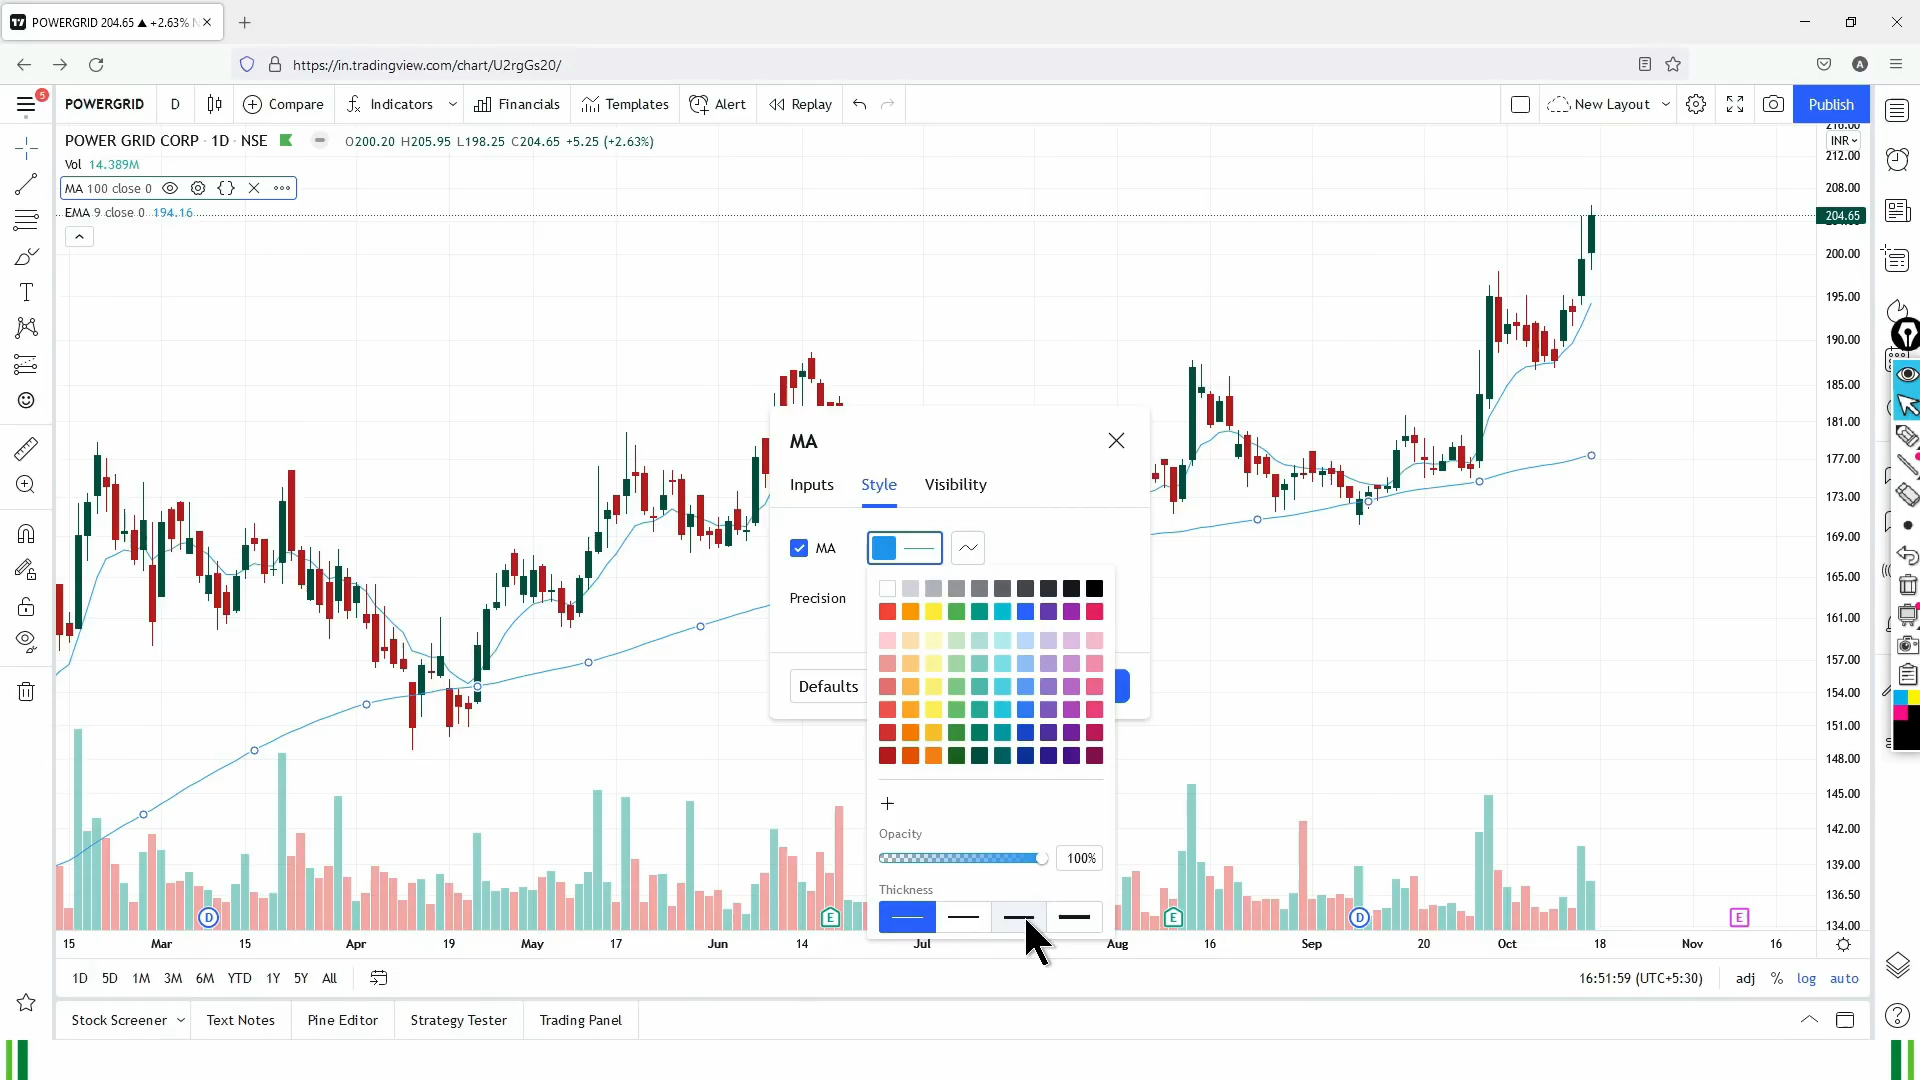 POWERGRID 204.65 ▲ +2.63%
https://in.tradingview.com/chart/U2rgGs20/
A
5
POWERGRID D Compare Indicators Financials Templates Alert Replay New Layout Publish
POWER GRID CORP · 1D · NSE O200.20 H205.95 L198.25 C204.65 +5.25 (+2.63%)
Vol 14.389M
MA 100 close 0
EMA 9 close 0 194.16
216.00
INR
212.00
208.00
204.65
200.00
195.00
190.00
185.00
181.00
177.00
173.00
169.00
165.00
161.00
157.00
154.00
151.00
148.00
145.00
142.00
139.00
136.50
134.00
MA
Inputs Style Visibility
MA
Precision
Defaults
+
Opacity
100%
Thickness
D E E D E
15 Mar 15 Apr 19 May 17 Jun 14 Jul Aug 16 Sep 20 Oct 18 Nov 16
1D 5D 1M 3M 6M YTD 1Y 5Y All 16:51:59 (UTC+5:30) adj % log auto
Stock Screener Text Notes Pine Editor Strategy Tester Trading Panel